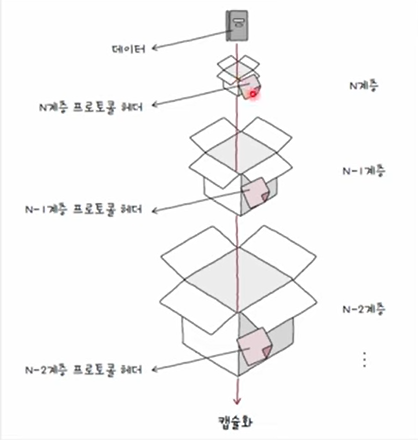 데이터
N계층 프로토콜 헤더
N계층
N-1계층
N-1계층 프로토콜 헤더
N-2계층
N-2계층 프로토콜 헤더
⋮
캡슐화